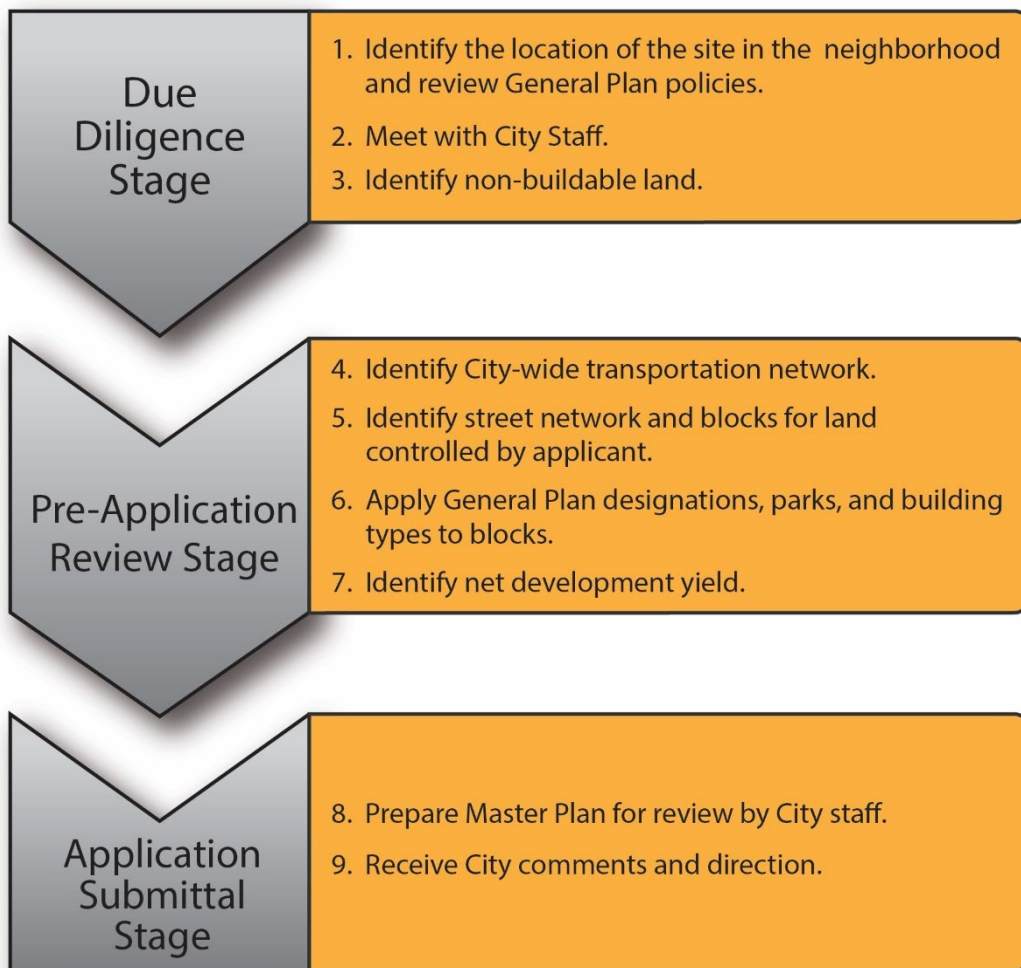 Due
Diligence
Stage
1. Identify the location of the site in the neighborhood
and review General Plan policies.
2. Meet with City Staff.
3. Identify non-buildable land.
Pre-Application
Review Stage
4. Identify City-wide transportation network.
5. Identify street network and blocks for land
controlled by applicant.
6. Apply General Plan designations, parks, and building
types to blocks.
7. Identify net development yield.
Application
Submittal
Stage
8. Prepare Master Plan for review by City staff.
9. Receive City comments and direction.